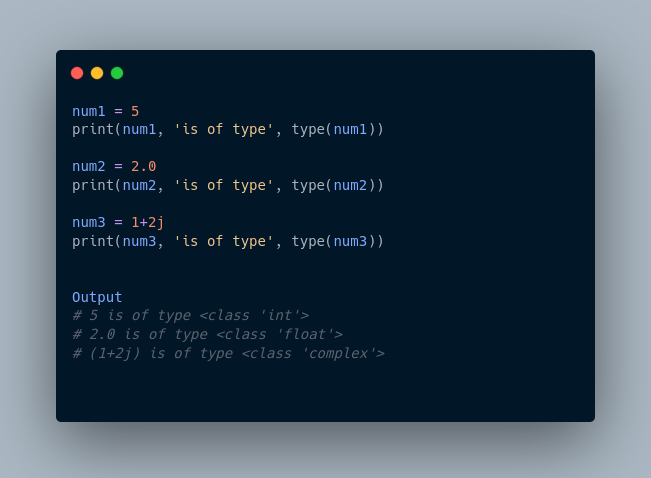 num1 = 5
print(num1, 'is of type', type(num1))
num2 = 2.0
print(num2, 'is of type', type(num2))
num3 = 1+2j
print(num3, 'is of type', type(num3))
Output
# 5 is of type <class 'int'>
# 2.0 is of type <class 'float'>
# (1+2j) is of type <class 'complex'>